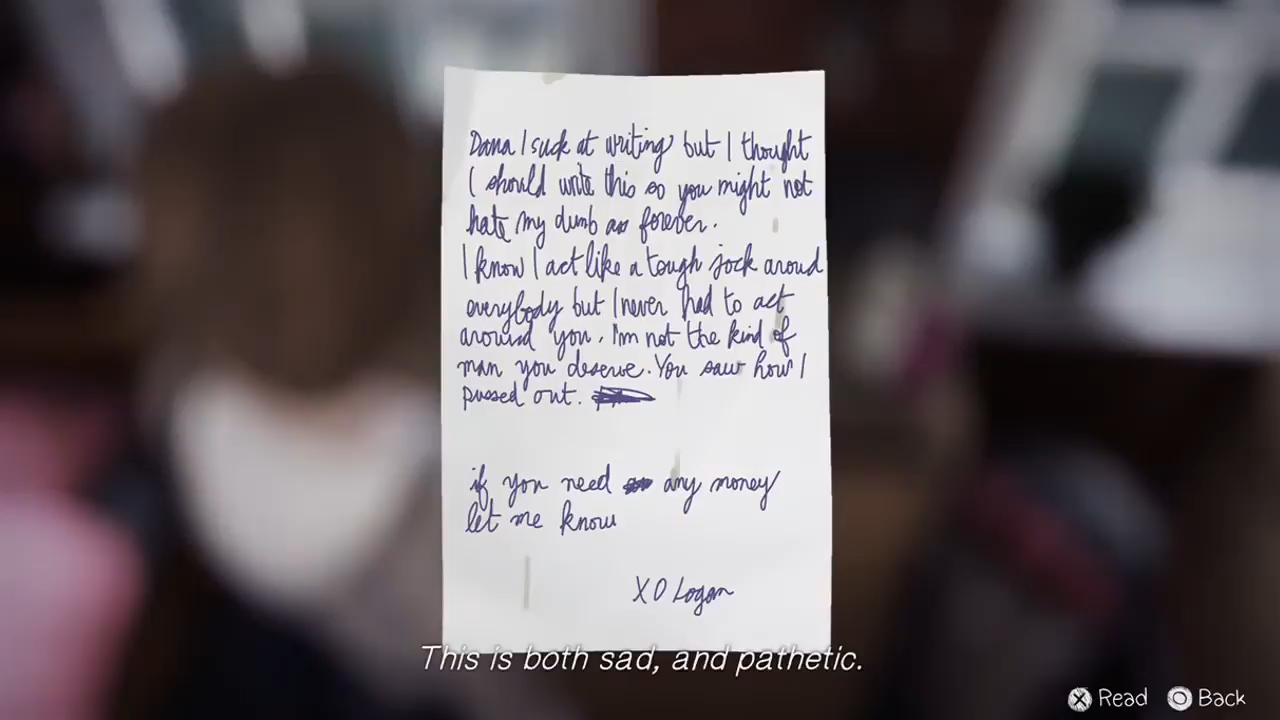 Dana I suck at writing but I thought
I should write this so you might not
hate my dumb ass forever.
I know I act like a tough jock aroud
everybody but I never had to act
around you. I'm not the kind of
man you deserve. You saw how I
pussed out.
if you need any money
let me know
XO Logan
This is both sad, and pathetic.
Read Back